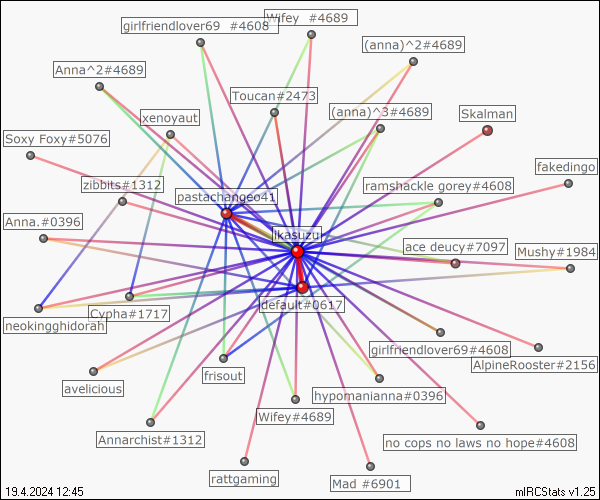 girlfriendlover69 #4608
Wifey #4689
(anna)^2#4689
Anna^2#4689
Toucan#2473
(anna)^3#4689
xenoyaut
Skalman
Soxy Foxy#5076
fakedingo
zibbits#1312
ramshackle gorey#4608
pastachangeo41
Anna.#0396
ikasuzu
ace deucy#7097
Mushy#1984
default#0617
Cypha#1717
neokingghidorah
girlfriendlover69#4608
AlpineRooster#2156
frisout
avelicious
hypomanianna#0396
Wifey#4689
Annarchist#1312
no cops no laws no hope#4608
rattgaming
Mad #6901
19.4.2024 12:45
mIRCStats v1.25